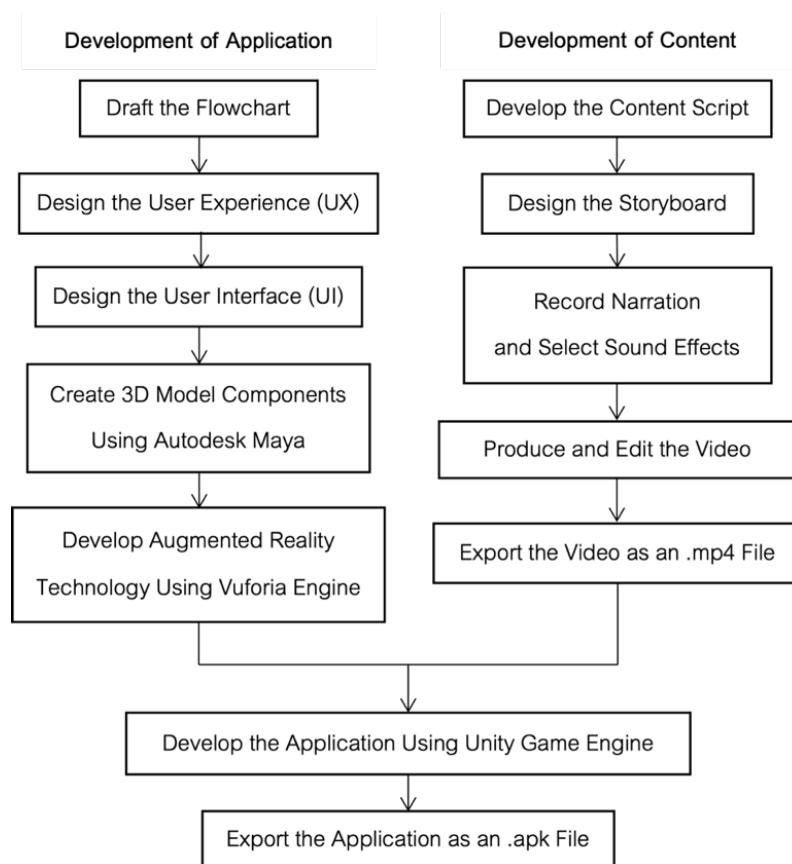 Development of Application
Draft the Flowchart
Design the User Experience (UX)
Design the User Interface (UI)
Create 3D Model Components
Using Autodesk Maya
Develop Augmented Reality
Technology Using Vuforia Engine
Development of Content
Develop the Content Script
Design the Storyboard
Record Narration
and Select Sound Effects
Produce and Edit the Video
Export the Video as an .mp4 File
Develop the Application Using Unity Game Engine
Export the Application as an .apk File